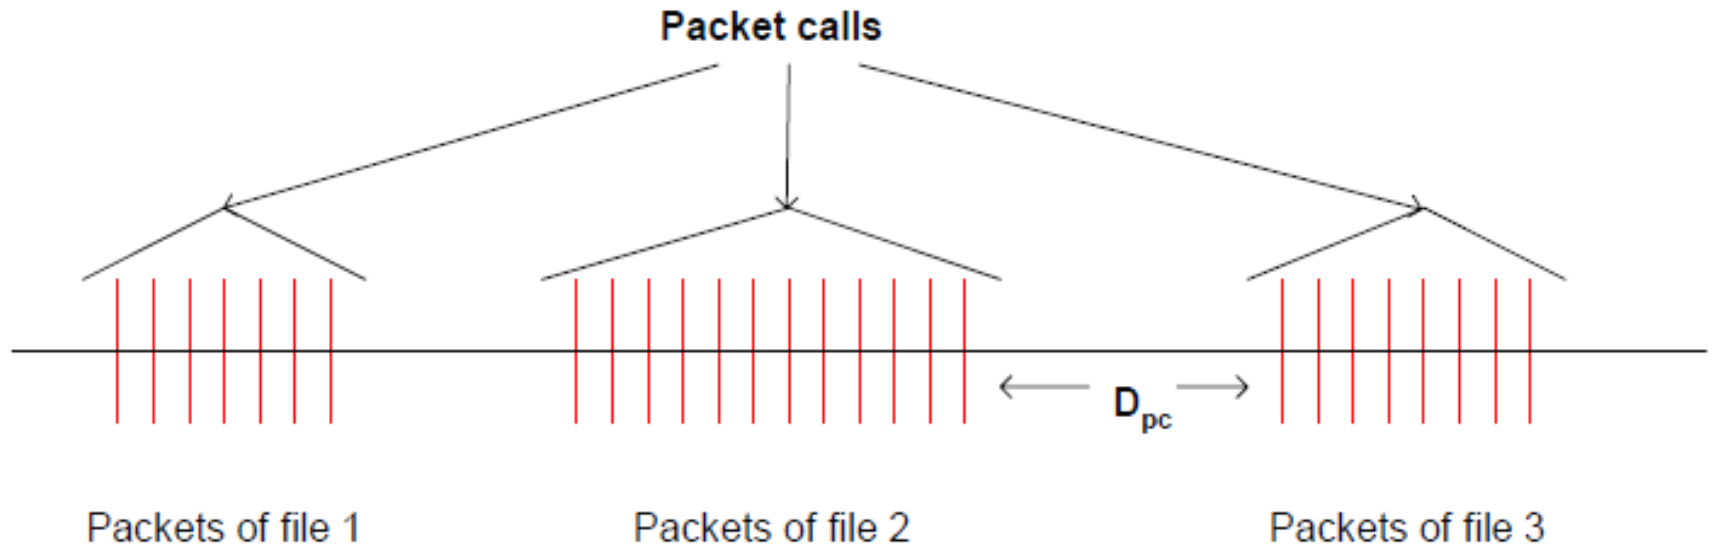 Packet calls
Dpc
Packets of file 1
Packets of file 2
Packets of file 3